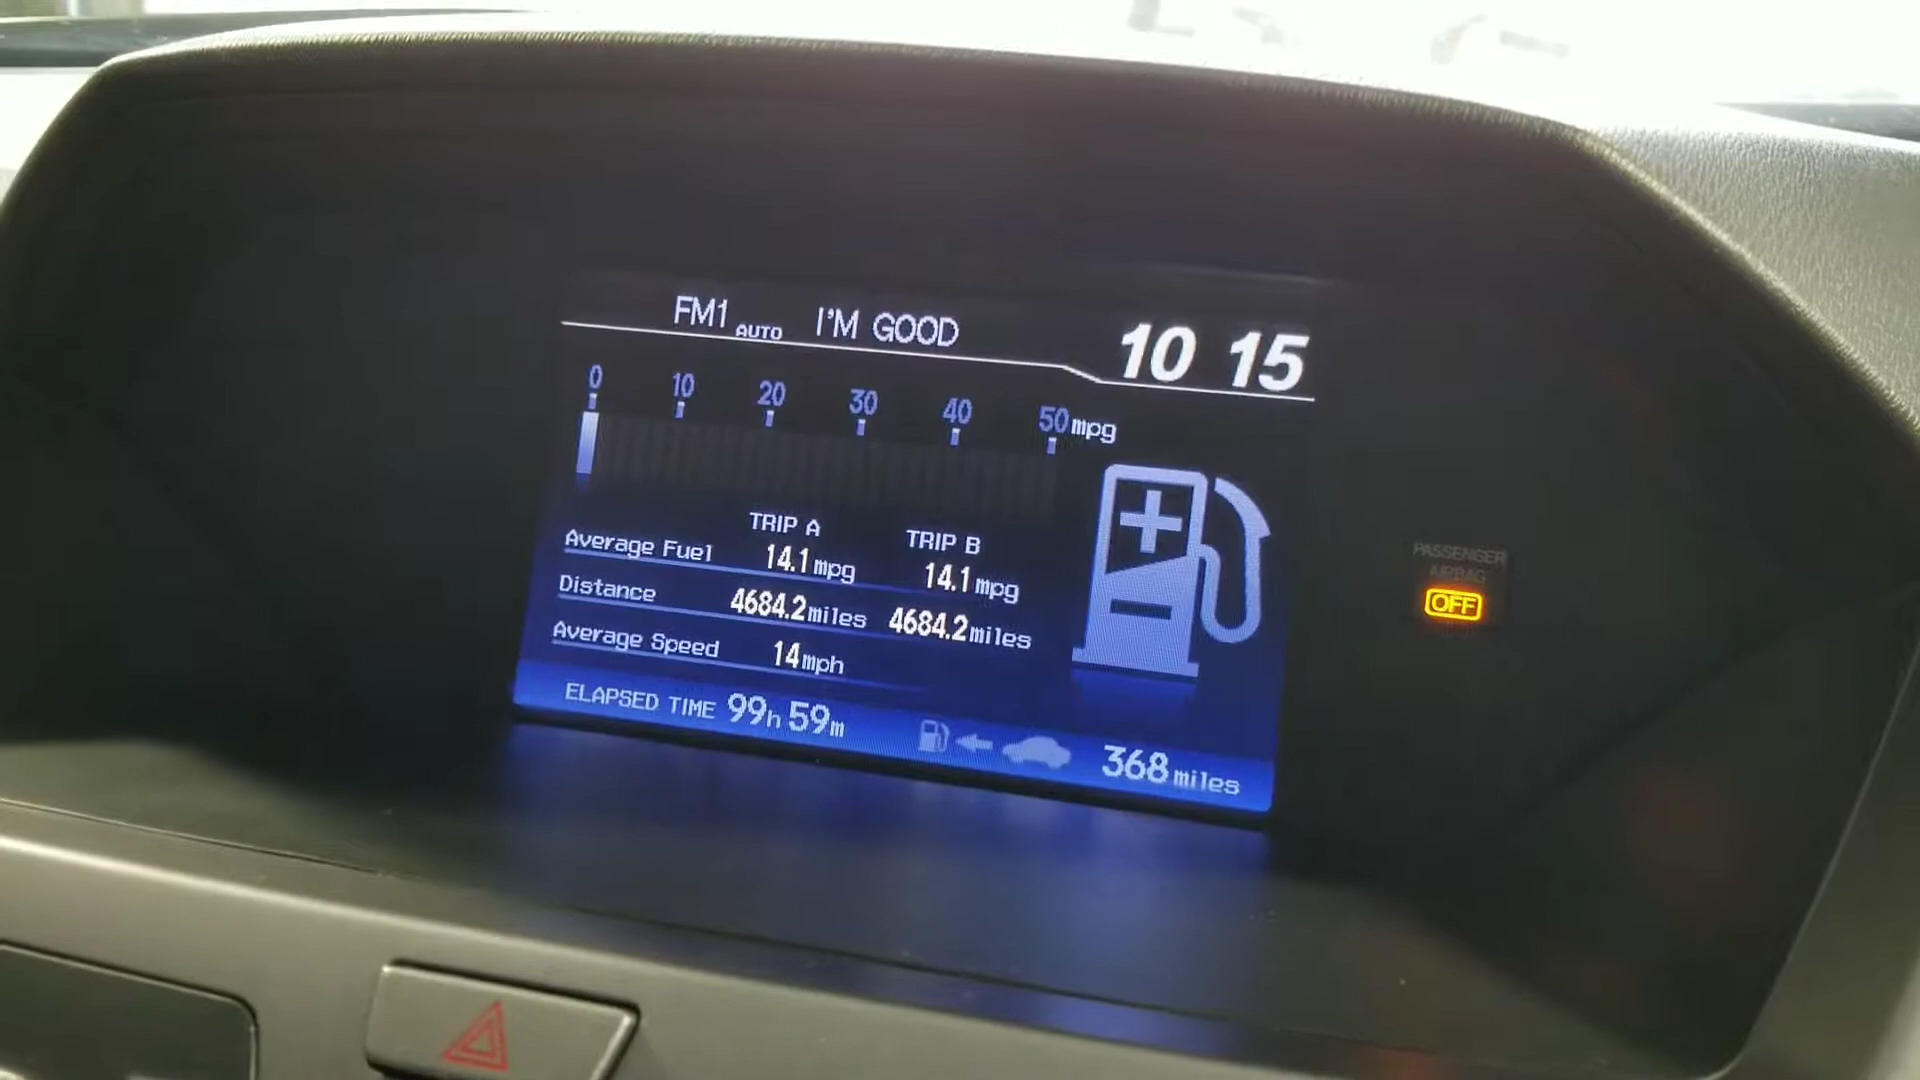 FM1 AUTO I'M GOOD 10 15
0 10 20 30 40 50 mpg
TRIP A TRIP B
Average Fuel 14.1 mpg 14.1 mpg
Distance 4684.2 miles 4684.2 miles
Average Speed 14 mph
ELAPSED TIME 99h 59m 368 miles
PASSENGER
AIRBAG
OFF